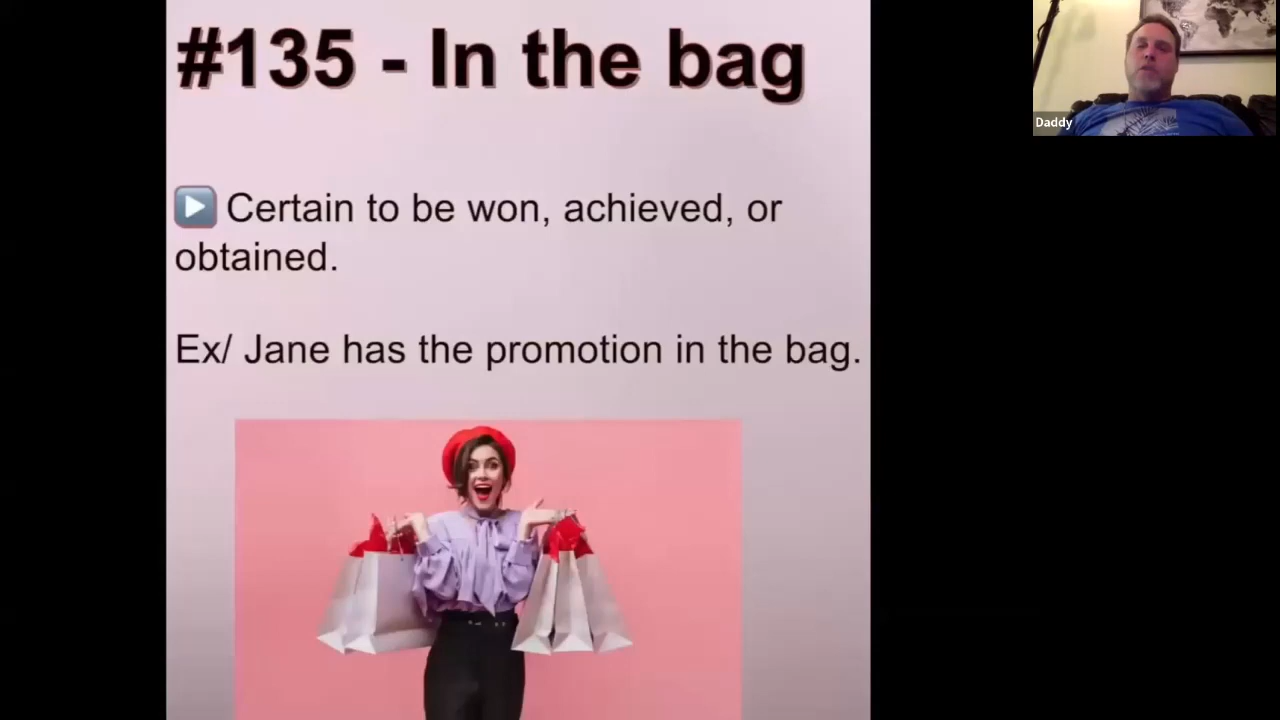 #135 - In the bag
▶️ Certain to be won, achieved, or
obtained.
Ex/ Jane has the promotion in the bag.
Daddy